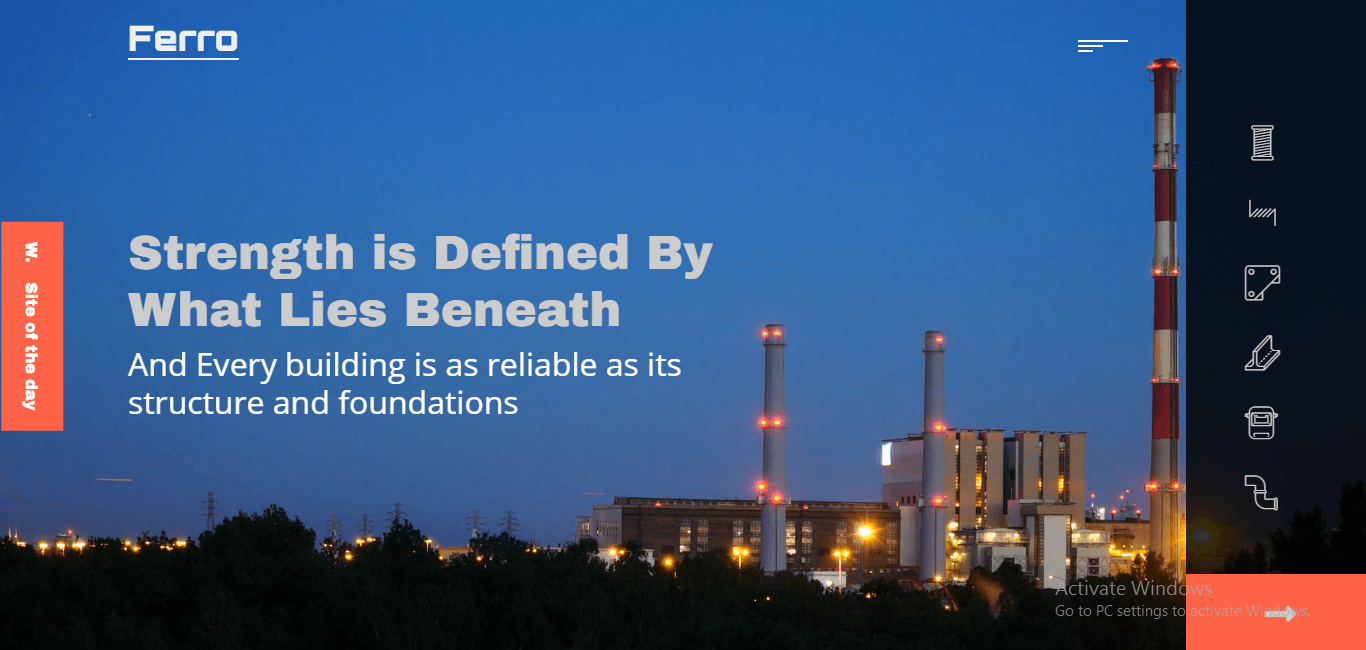 Ferro
W. Site of the day
Strength is Defined By
What Lies Beneath
And Every building is as reliable as its
structure and foundations
Activate Windows
Go to PC settings to activate Windows.